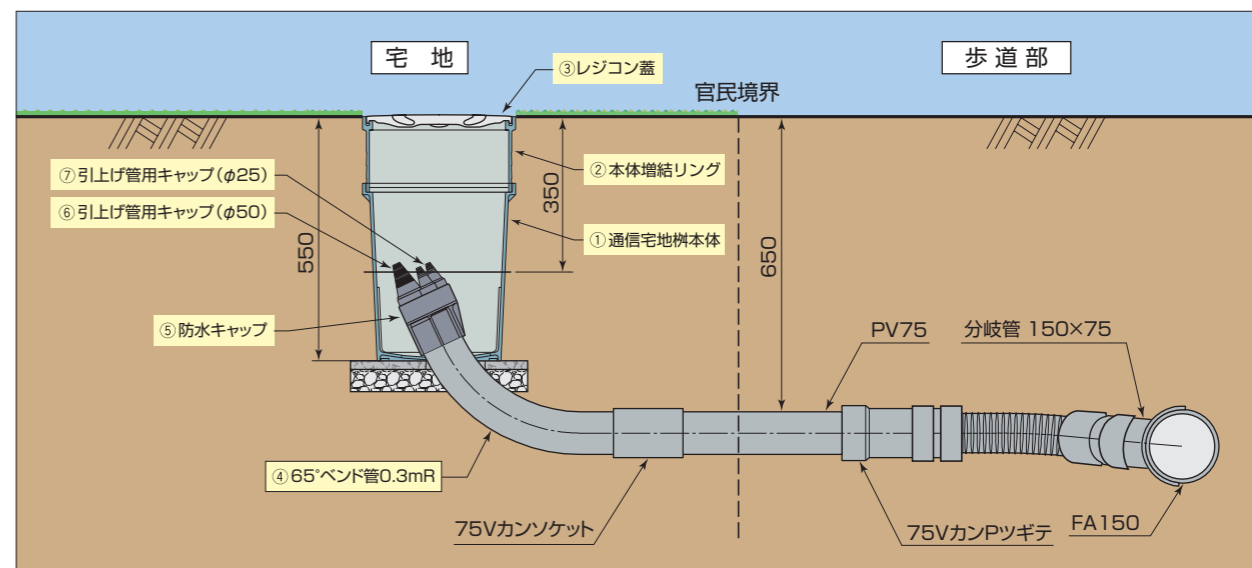 宅 地
歩 道 部
③レジコン蓋
官民境界
②本体増結リング
⑦引上げ管用キャップ(φ25)
⑥引上げ管用キャップ(φ50)
①通信宅地桝本体
350
550
650
⑤防水キャップ
PV75
分岐管 150×75
④65°ベンド管0.3mR
75Vカンソケット
75VカンPツギテ
FA150